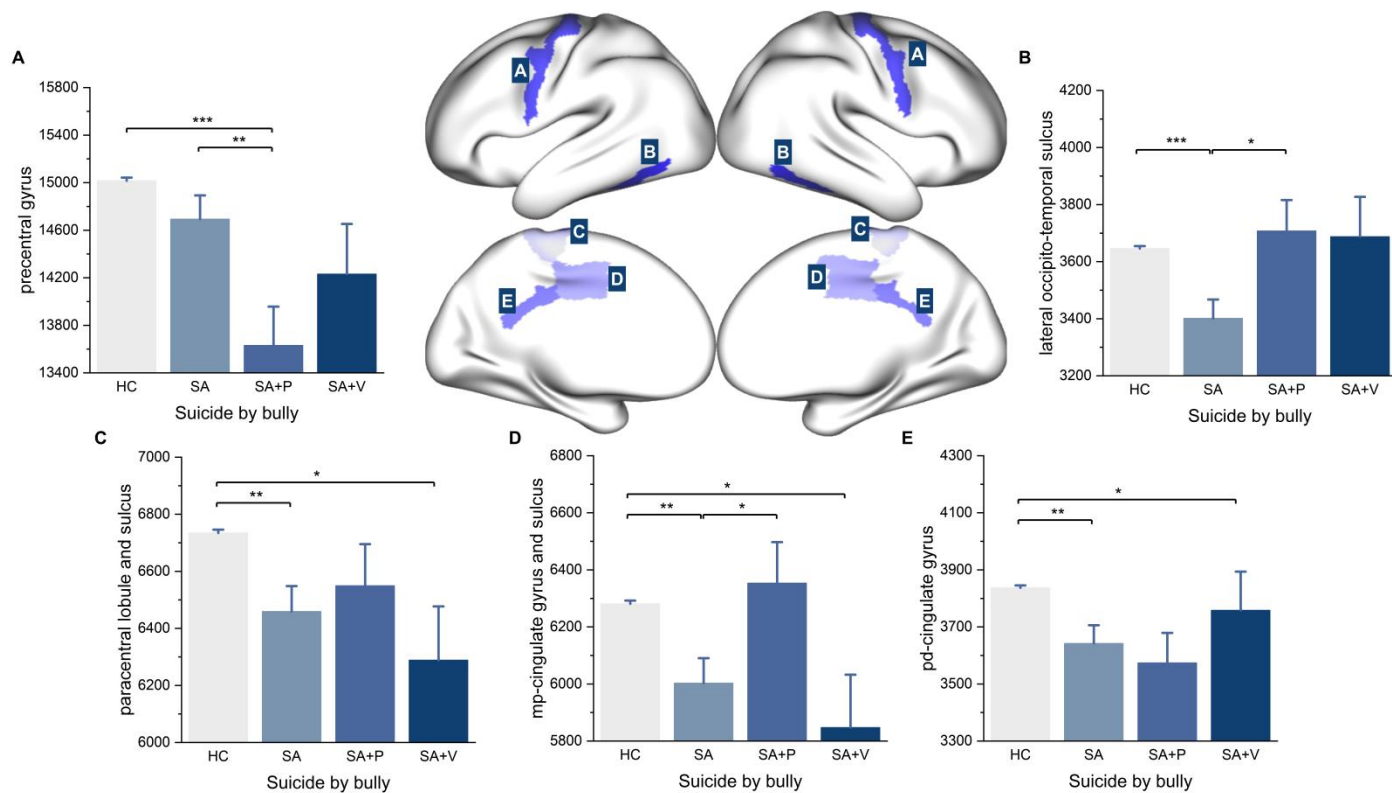 A
precentral gyrus
15800
15400
15000
14600
14200
13800
13400
***
**
HC SA SA+P SA+V
Suicide by bully
A
B
C
D
E
A
B
C
D
E
B
lateral occipito-temporal sulcus
4200
4000
3800
3600
3400
3200
*** *
HC SA SA+P SA+V
Suicide by bully
C
paracentral lobule and sulcus
7000
6800
6600
6400
6200
6000
*
**
HC SA SA+P SA+V
Suicide by bully
D
mp-cingulate gyrus and sulcus
6800
6600
6400
6200
6000
5800
*
** *
HC SA SA+P SA+V
Suicide by bully
E
pd-cingulate gyrus
4300
4100
3900
3700
3500
3300
*
**
HC SA SA+P SA+V
Suicide by bully